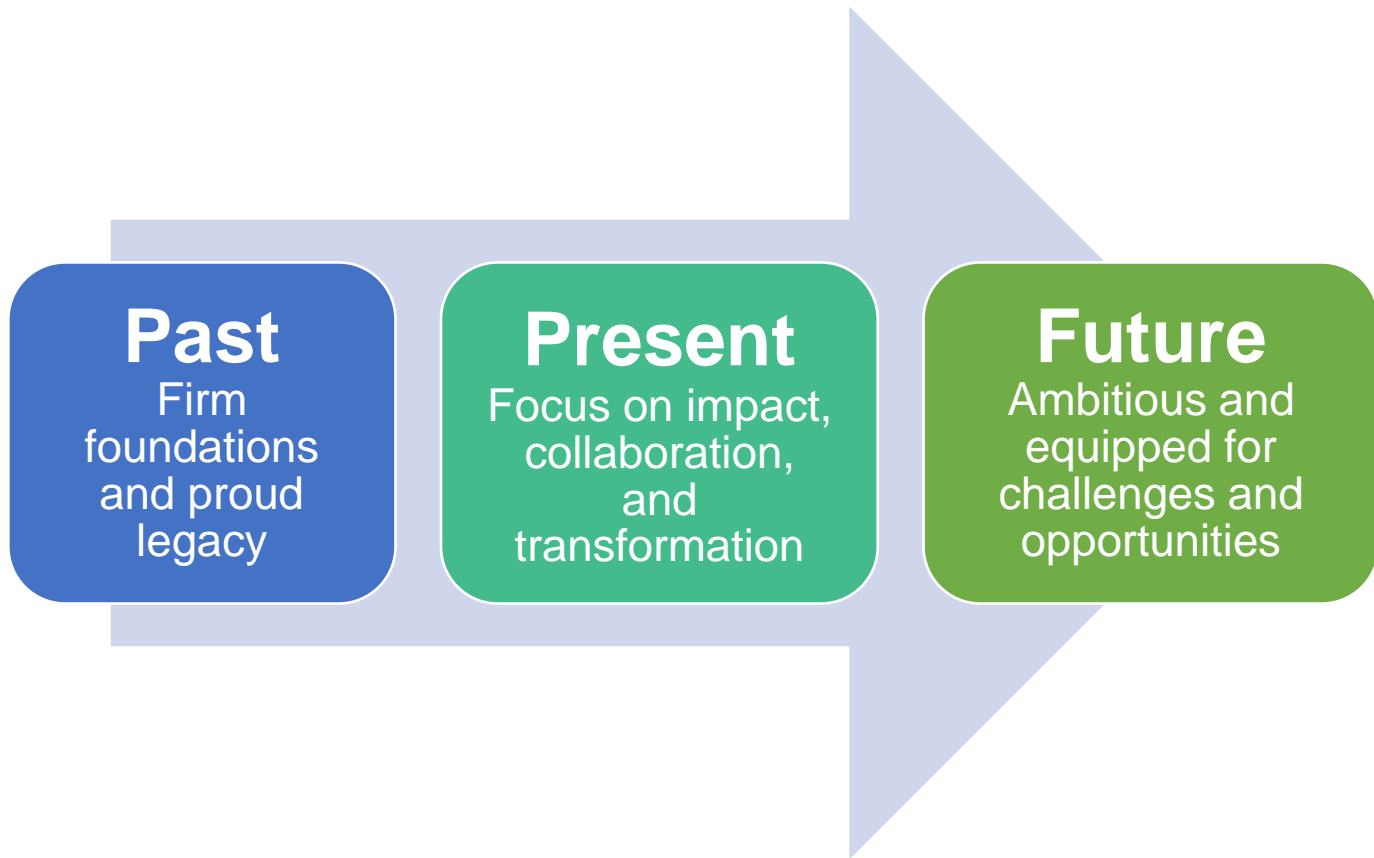 Past
Firm
foundations
and proud
legacy
Present
Focus on impact,
collaboration,
and
transformation
Future
Ambitious and
equipped for
challenges and
opportunities